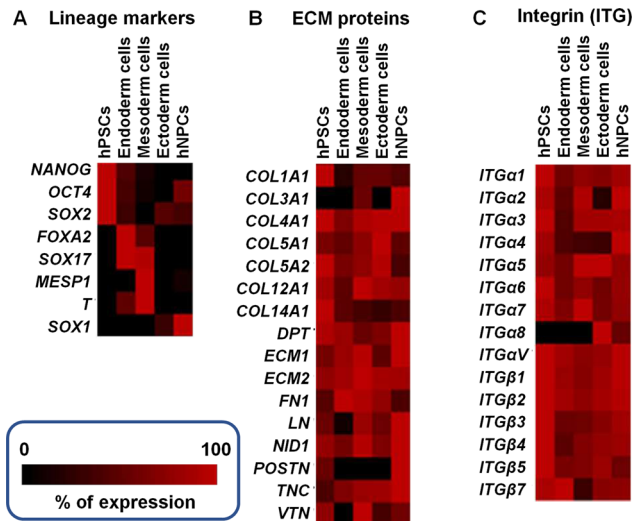 A Lineage markers
hPSCs
Endoderm cells
Mesoderm cells
Ectoderm cells
hNPCs
NANOG
OCT4
SOX2
FOXA2
SOX17
MESP1
T
SOX1
0 100
% of expression
B ECM proteins
hPSCs
Endoderm cells
Mesoderm cells
Ectoderm cells
hNPCs
COL1A1
COL3A1
COL4A1
COL5A1
COL5A2
COL12A1
COL14A1
DPT
ECM1
ECM2
FN1
LN
NID1
POSTN
TNC
VTN
C Integrin (ITG)
hPSCs
Endoderm cells
Mesoderm cells
Ectoderm cells
hNPCs
ITGα1
ITGα2
ITGα3
ITGα4
ITGα5
ITGα6
ITGα7
ITGα8
ITGαV
ITGβ1
ITGβ2
ITGβ3
ITGβ4
ITGβ5
ITGβ7